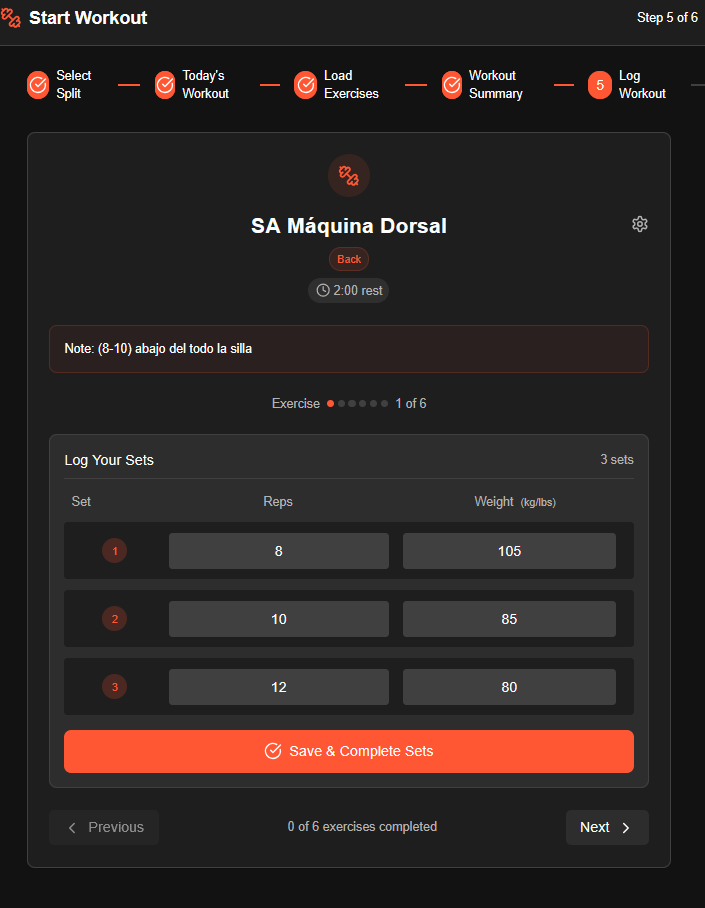 Start Workout
Step 5 of 6
Select
Split
Today's
Workout
Load
Exercises
Workout
Summary
5
Log
Workout
SA Máquina Dorsal
Back
2:00 rest
Note: (8-10) abajo del todo la silla
Exercise 1 of 6
Log Your Sets
3 sets
Set Reps Weight (kg/lbs)
1 8 105
2 10 85
3 12 80
Save & Complete Sets
Previous
0 of 6 exercises completed
Next